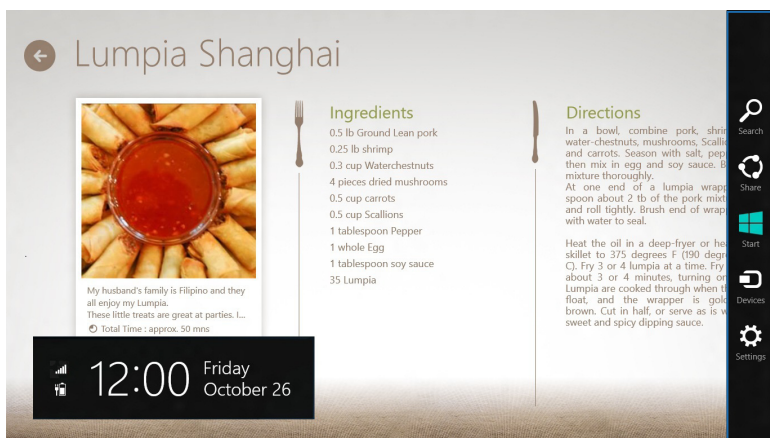 Lumpia Shanghai
My husband's family is Filipino and they
all enjoy my Lumpia.
These little treats are great at parties. I...
Total Time : approx. 50 mns
Ingredients
0.5 lb Ground Lean pork
0.25 lb shrimp
0.3 cup Waterchestnuts
4 pieces dried mushrooms
0.5 cup carrots
0.5 cup Scallions
1 tablespoon Pepper
1 whole Egg
1 tablespoon soy sauce
35 Lumpia
Directions
In a bowl, combine pork,
water-chestnuts, mushrooms,
and carrots. Season with salt,
then mix in egg and soy sauce.
mixture thoroughly.
At one end of a lumpia
spoon about 2 tb of the pork
and roll tightly. Brush end of
with water to seal.
Heat the oil in a deep-fryer or
skillet to 375 degrees F (190
C). Fry 3 or 4 lumpia at a time. Fry
about 3 or 4 minutes, turning
Lumpia are cooked through when
float, and the wrapper is
brown. Cut in half, or serve as is
sweet and spicy dipping sauce.
Search
Share
Start
Devices
Settings
12:00
Friday
October 26